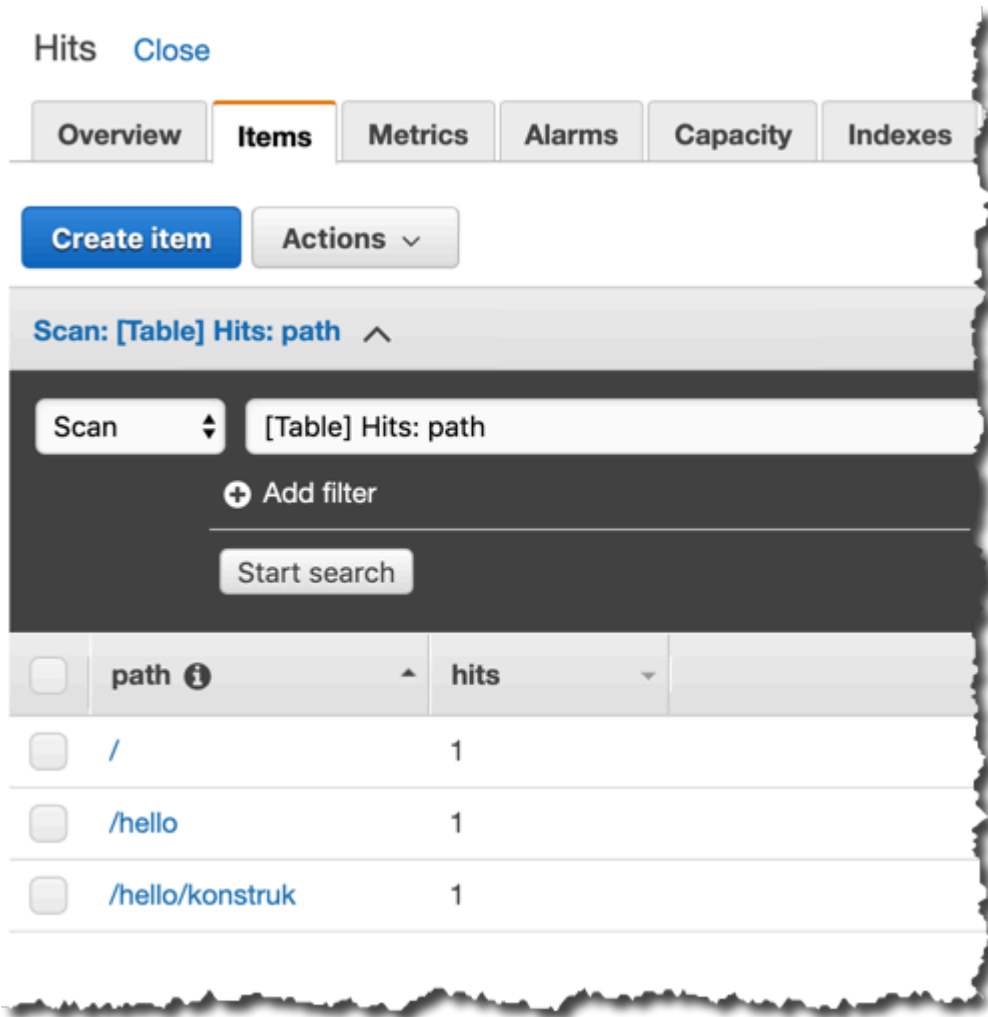 Hits Close
Overview Items Metrics Alarms Capacity Indexes
Create item Actions
Scan: [Table] Hits: path
Scan [Table] Hits: path
Add filter
Start search
path hits
/ 1
/hello 1
/hello/konstruk 1